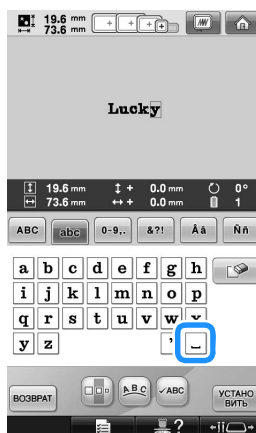 19.6 mm
73.6 mm
Lucky
19.6 mm + 0.0 mm 0°
73.6 mm + 0.0 mm 1
ABC abc 0-9,. &?! Ââ Ññ
a b c d e f g h
i j k l m n o p
q r s t u v w x
y z ' ⎵
ВОЗВРАТ ABC ✓ABC УСТАНО
ВИТЬ
?